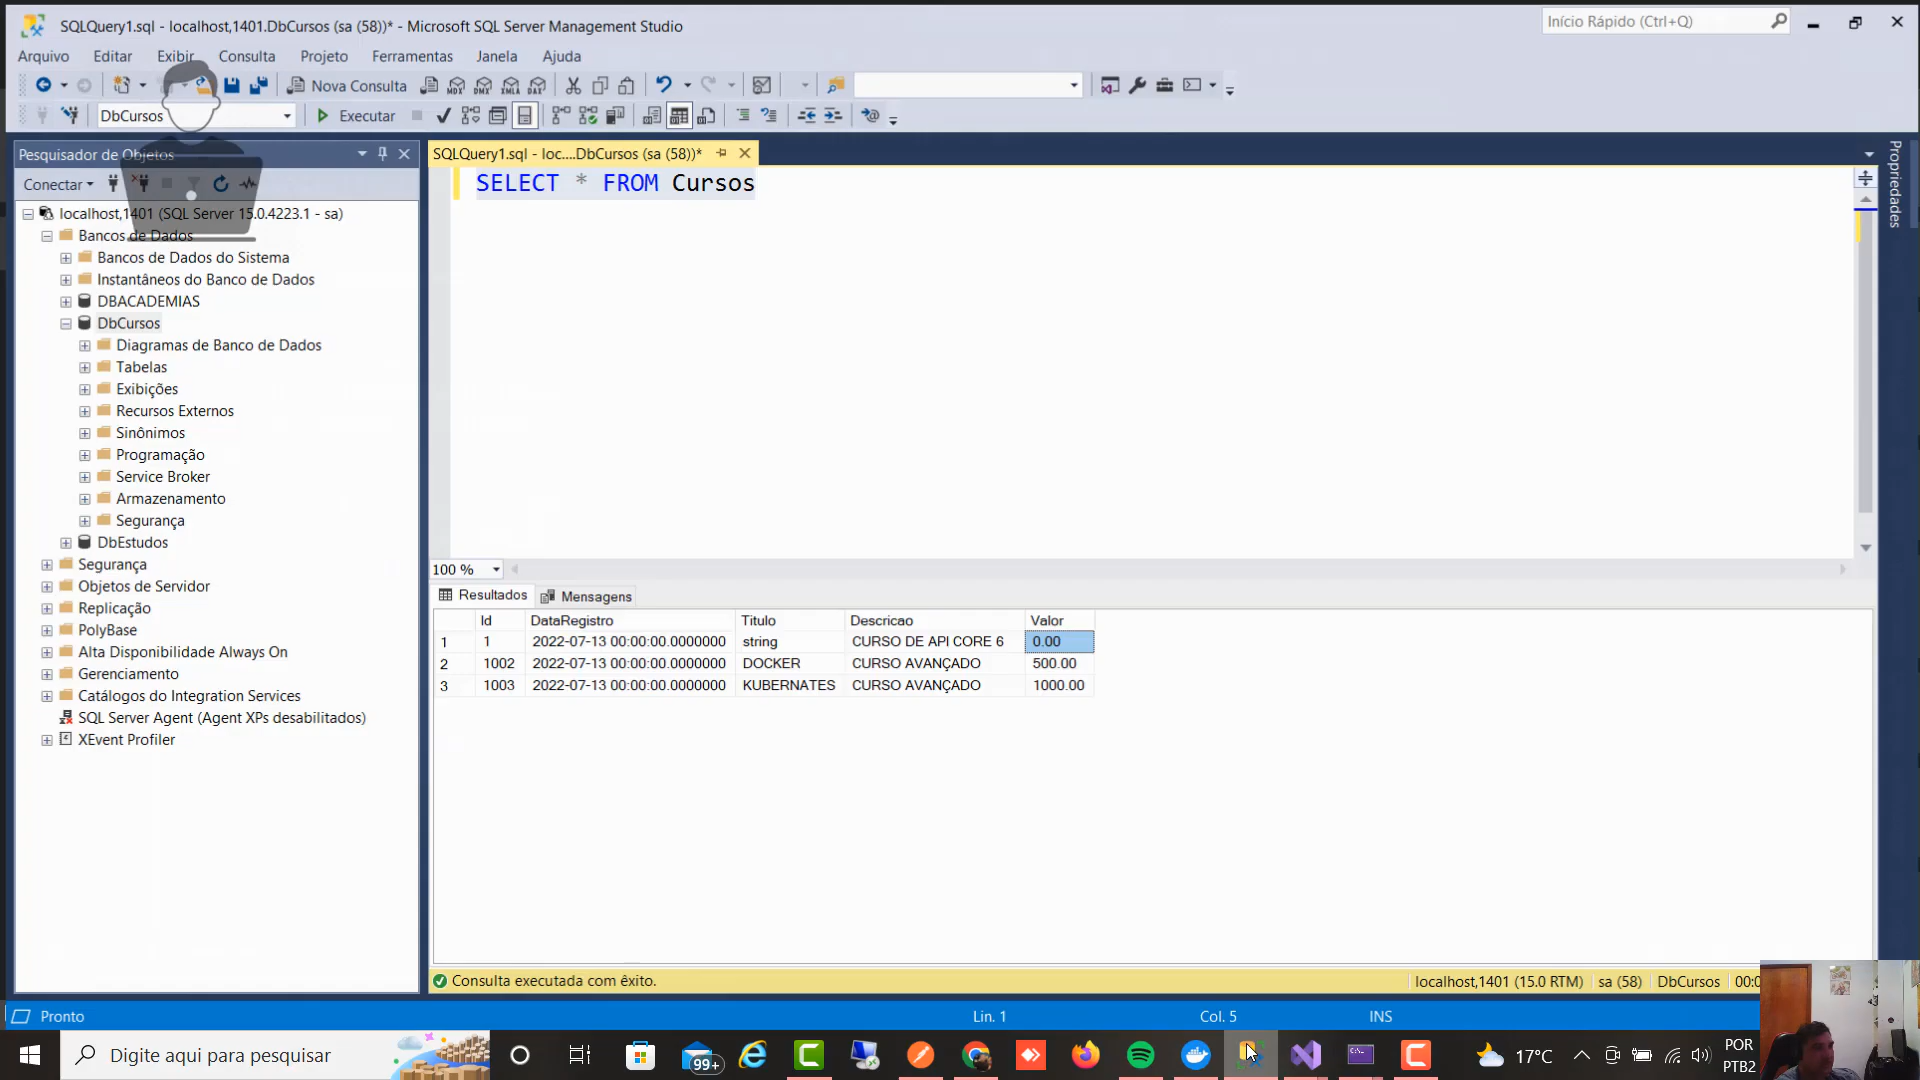 SQLQuery1.sql - localhost,1401.DbCursos (sa (58))* - Microsoft SQL Server Management Studio
Início Rápido (Ctrl+Q)
Arquivo Editar Exibir Consulta Projeto Ferramentas Janela Ajuda
Nova Consulta
DbCursos
Executar
Pesquisador de Objetos
SQLQuery1.sql - loc....DbCursos (sa (58))*
Propriedades
Conectar
SELECT * FROM Cursos
localhost,1401 (SQL Server 15.0.4223.1 - sa)
Bancos de Dados
Bancos de Dados do Sistema
Instantâneos do Banco de Dados
DBACADEMIAS
DbCursos
Diagramas de Banco de Dados
Tabelas
Exibições
Recursos Externos
Sinônimos
Programação
Service Broker
Armazenamento
Segurança
DbEstudos
Segurança
Objetos de Servidor
Replicação
PolyBase
Alta Disponibilidade Always On
Gerenciamento
Catálogos do Integration Services
SQL Server Agent (Agent XPs desabilitados)
XEvent Profiler
100 %
Resultados Mensagens
Id DataRegistro Titulo Descricao Valor
1 1 2022-07-13 00:00:00.0000000 string CURSO DE API CORE 6 0.00
2 1002 2022-07-13 00:00:00.0000000 DOCKER CURSO AVANÇADO 500.00
3 1003 2022-07-13 00:00:00.0000000 KUBERNATES CURSO AVANÇADO 1000.00
Consulta executada com êxito.
localhost,1401 (15.0 RTM) sa (58) DbCursos 00:0
Pronto
Lin. 1 Col. 5 INS
Digite aqui para pesquisar
99+
17°C
POR
PTB2